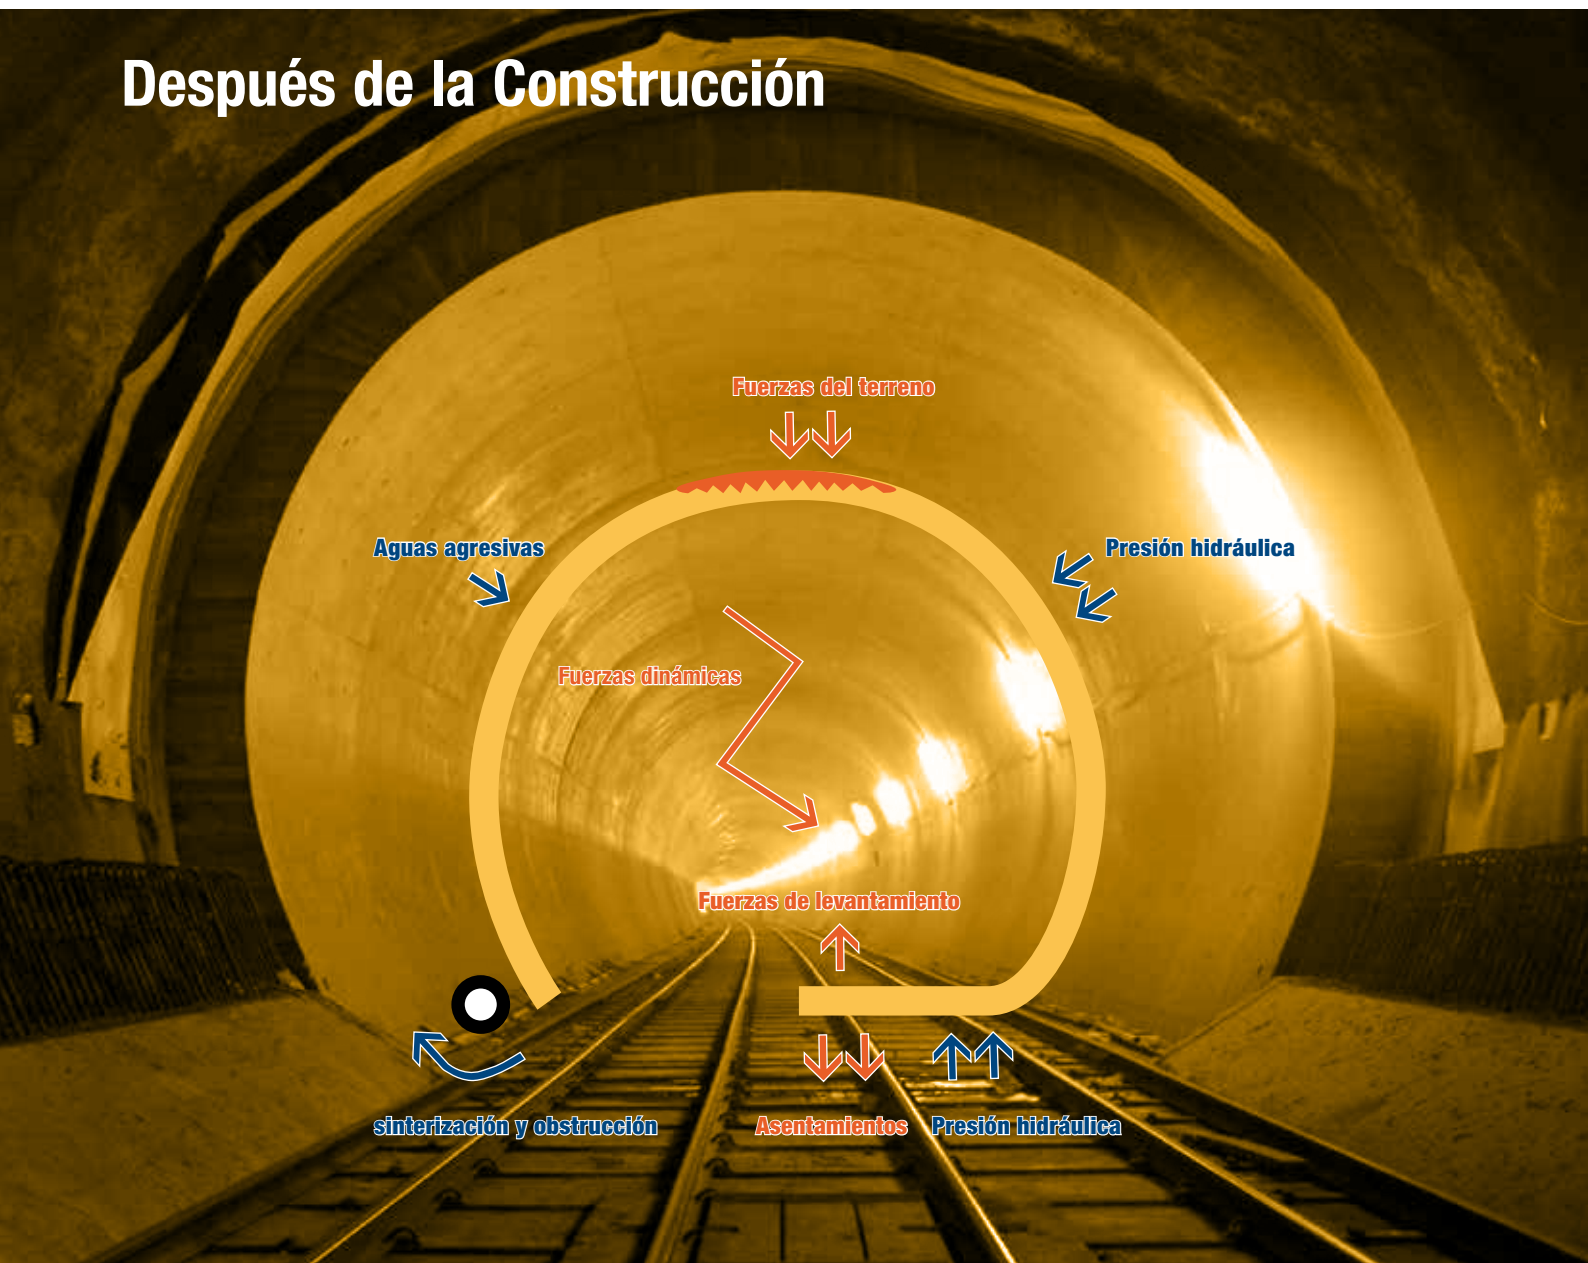 Después de la Construcción
Fuerzas del terreno
Aguas agresivas
Presión hidráulica
Fuerzas dinámicas
Fuerzas de levantamiento
sinterización y obstrucción
Asentamientos
Presión hidráulica